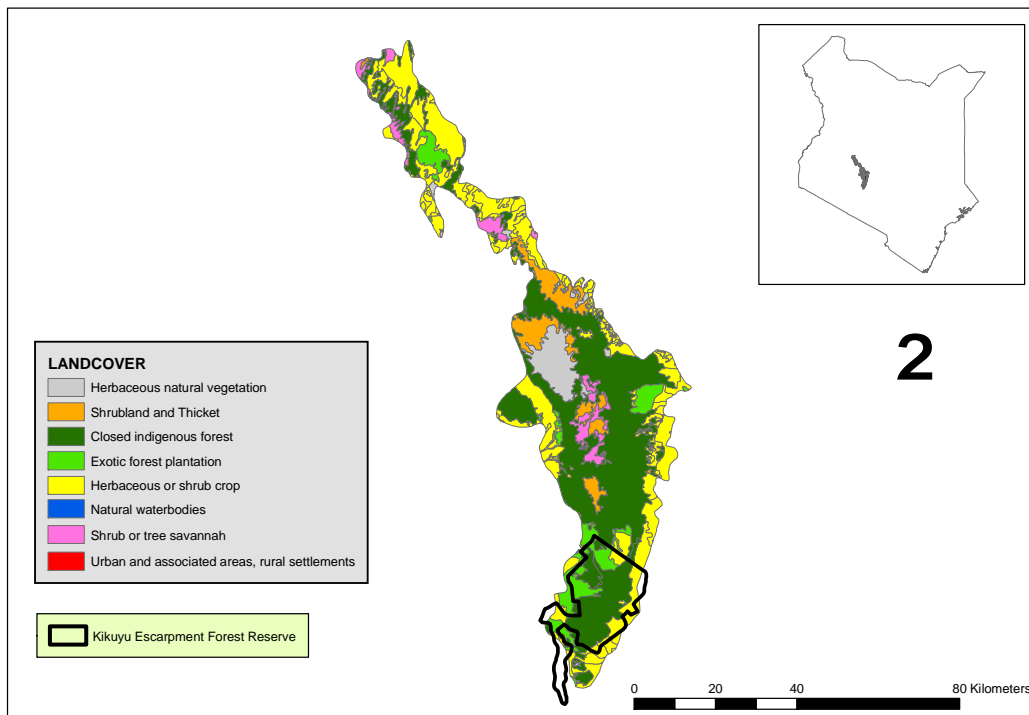 2
LANDCOVER
Herbaceous natural vegetation
Shrubland and Thicket
Closed indigenous forest
Exotic forest plantation
Herbaceous or shrub crop
Natural waterbodies
Shrub or tree savannah
Urban and associated areas, rural settlements
Kikuyu Escarpment Forest Reserve
0 20 40 80 Kilometers